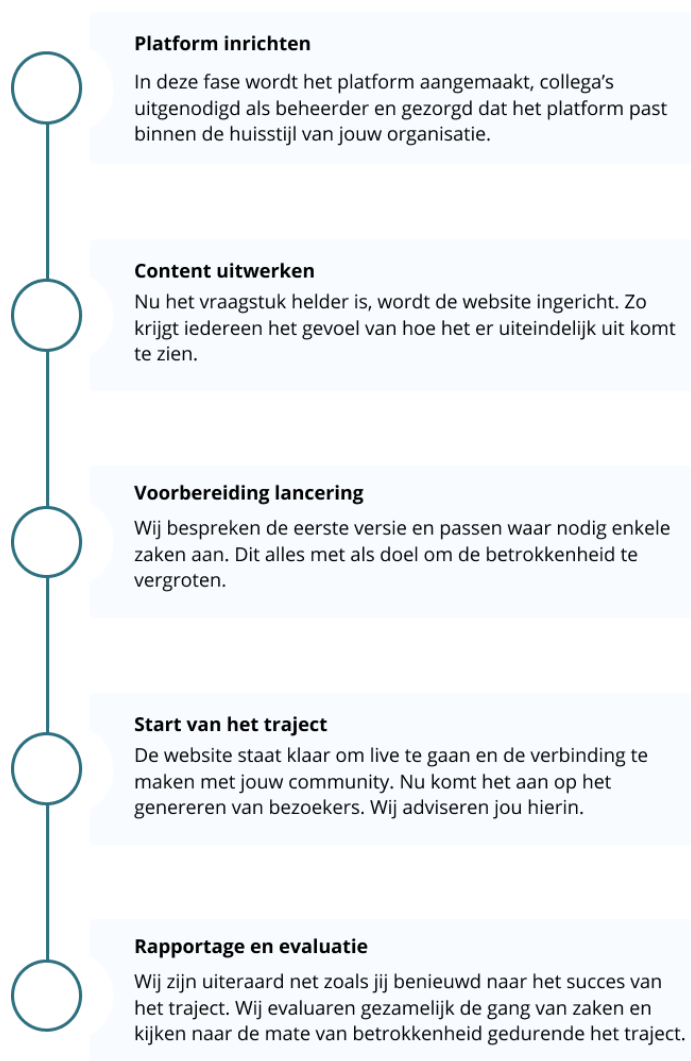 Platform inrichten
In deze fase wordt het platform aangemaakt, collega’s
uitgenodigd als beheerder en gezorgd dat het platform past
binnen de huisstijl van jouw organisatie.
Content uitwerken
Nu het vraagstuk helder is, wordt de website ingericht. Zo
krijgt iedereen het gevoel van hoe het er uiteindelijk uit komt
te zien.
Voorbereiding lancering
Wij bespreken de eerste versie en passen waar nodig enkele
zaken aan. Dit alles met als doel om de betrokkenheid te
vergroten.
Start van het traject
De website staat klaar om live te gaan en de verbinding te
maken met jouw community. Nu komt het aan op het
genereren van bezoekers. Wij adviseren jou hierin.
Rapportage en evaluatie
Wij zijn uiteraard net zoals jij benieuwd naar het succes van
het traject. Wij evaluaren gezamelijk de gang van zaken en
kijken naar de mate van betrokkenheid gedurende het traject.